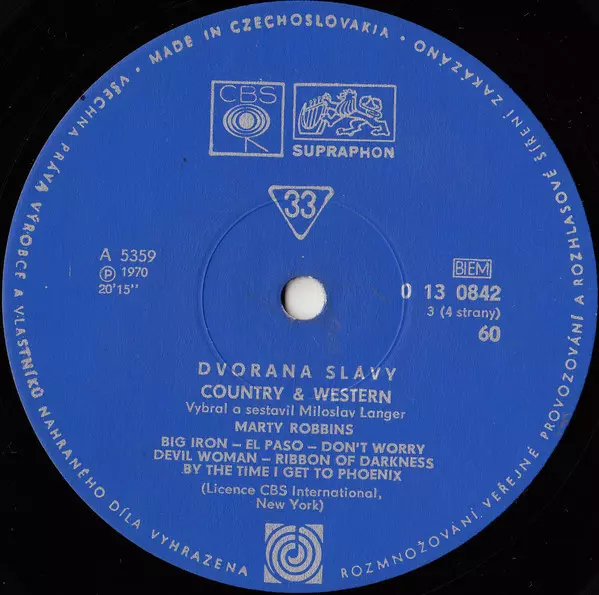 • MADE IN CZECHOSLOVAKIA •
VŠECHNA PRÁVA VÝROBCE A VLASTNÍKŮ NAHRANÉHO DÍLA VYHRAZENA
ROZMNOŽOVÁNÍ, VEŘEJNÉ PROVOZOVÁNÍ A ROZHLASOVÉ ŠÍŘENÍ ZAKÁZÁNO
CBS
SUPRAPHON
33
A 5359
Ⓟ 1970
20'15''
BIEM
0 13 0842
3 (4 strany)
60
DVORANA SLÁVY
COUNTRY & WESTERN
Vybral a sestavil Miloslav Langer
MARTY ROBBINS
BIG IRON – EL PASO – DON'T WORRY
DEVIL WOMAN – RIBBON OF DARKNESS
BY THE TIME I GET TO PHOENIX
(Licence CBS International,
New York)